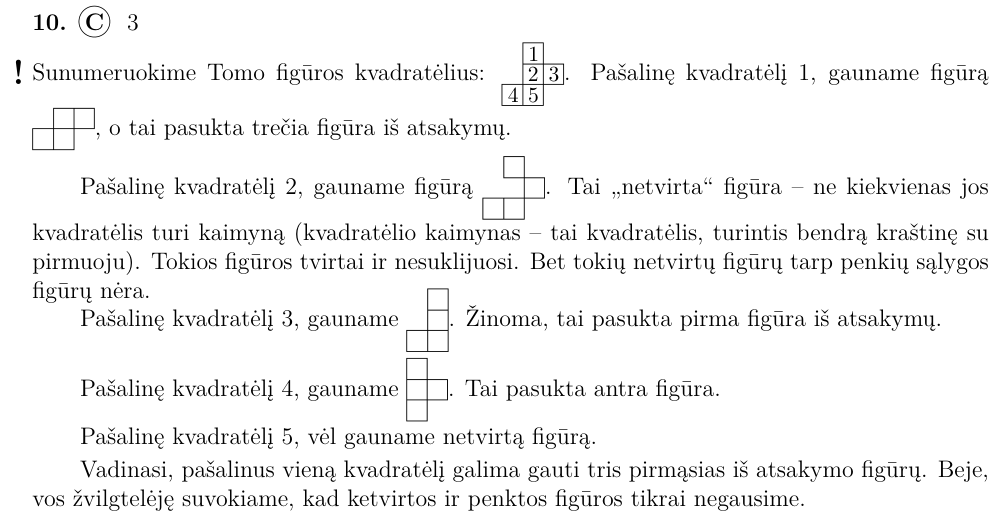 10. C 3
! Sunumeruokime Tomo figūros kvadratėlius: 1 2 3 4 5. Pašalinę kvadratėlį 1, gauname figūrą
, o tai pasukta trečia figūra iš atsakymų.
Pašalinę kvadratėlį 2, gauname figūrą . Tai „netvirta“ figūra – ne kiekvienas jos
kvadratėlis turi kaimyną (kvadratėlio kaimynas – tai kvadratėlis, turintis bendrą kraštinę su
pirmuoju). Tokios figūros tvirtai ir nesuklijuosi. Bet tokių netvirtų figūrų tarp penkių sąlygos
figūrų nėra.
Pašalinę kvadratėlį 3, gauname . Žinoma, tai pasukta pirma figūra iš atsakymų.
Pašalinę kvadratėlį 4, gauname . Tai pasukta antra figūra.
Pašalinę kvadratėlį 5, vėl gauname netvirtą figūrą.
Vadinasi, pašalinus vieną kvadratėlį galima gauti tris pirmąsias iš atsakymo figūrų. Beje,
vos žvilgtelėję suvokiame, kad ketvirtos ir penktos figūros tikrai negausime.